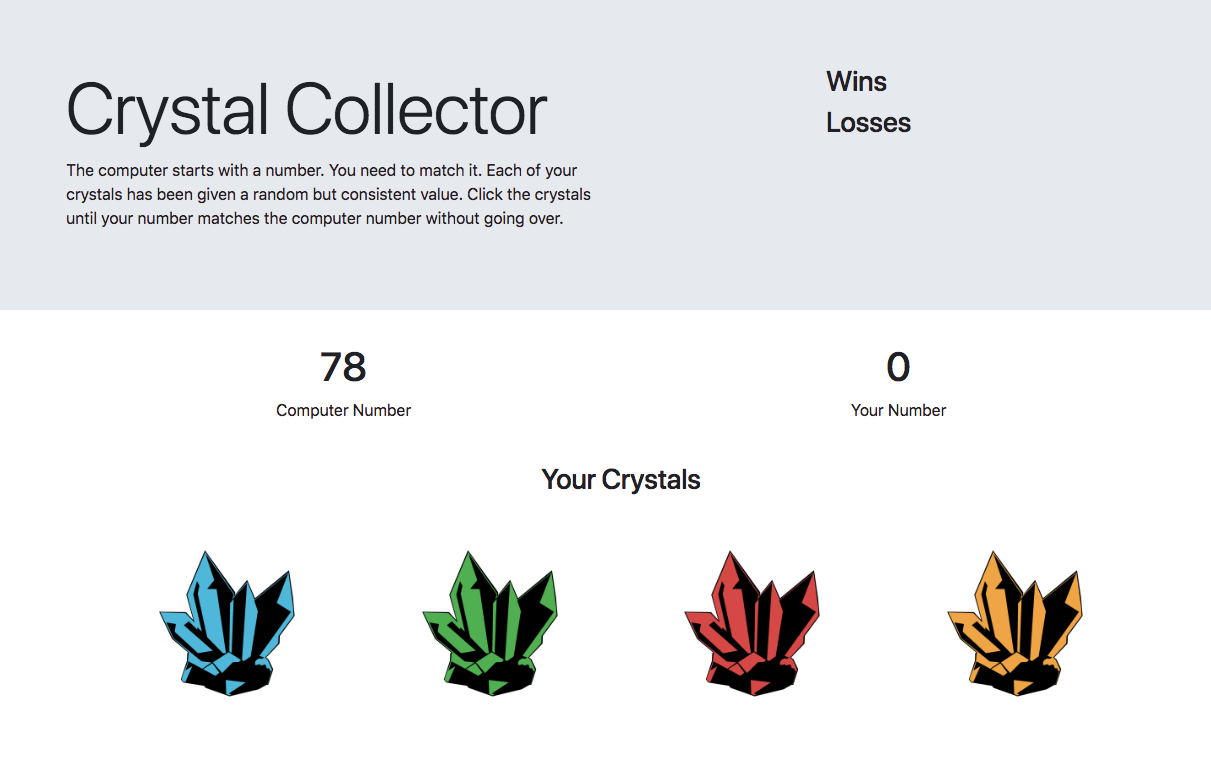 Crystal Collector
The computer starts with a number. You need to match it. Each of your
crystals has been given a random but consistent value. Click the crystals
until your number matches the computer number without going over.
Wins
Losses
78
Computer Number
0
Your Number
Your Crystals